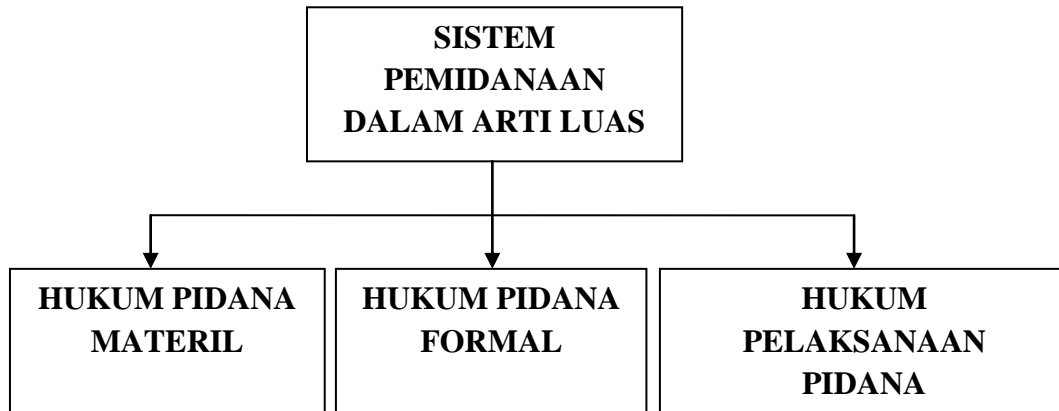 SISTEM
PEMIDANAAN
DALAM ARTI LUAS
HUKUM PIDANA
MATERIL
HUKUM PIDANA
FORMAL
HUKUM
PELAKSANAAN
PIDANA